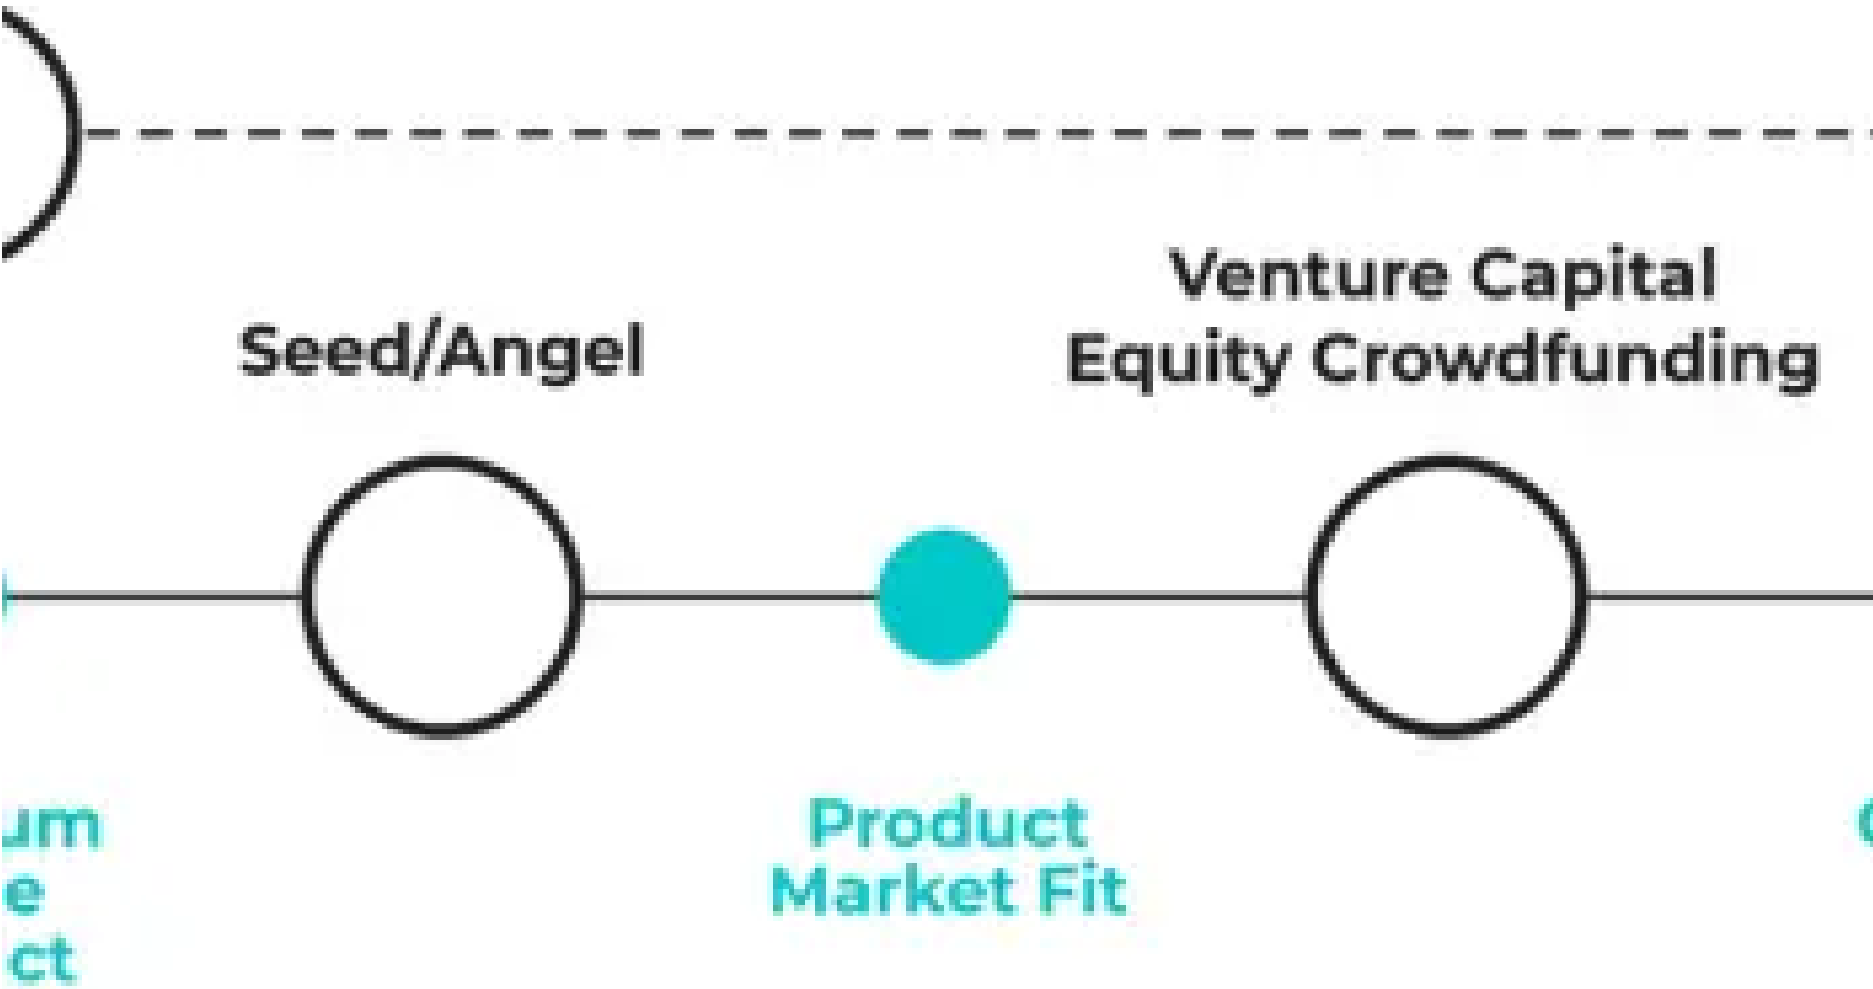 Venture Capital
Seed/Angel
Equity Crowdfunding
Product
Market Fit